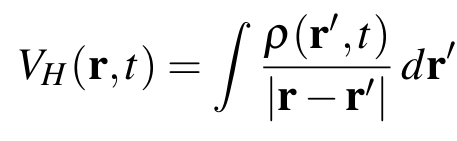 V_H(𝐫,t) = ∫ ρ(𝐫′,t) / |𝐫 − 𝐫′| d𝐫′